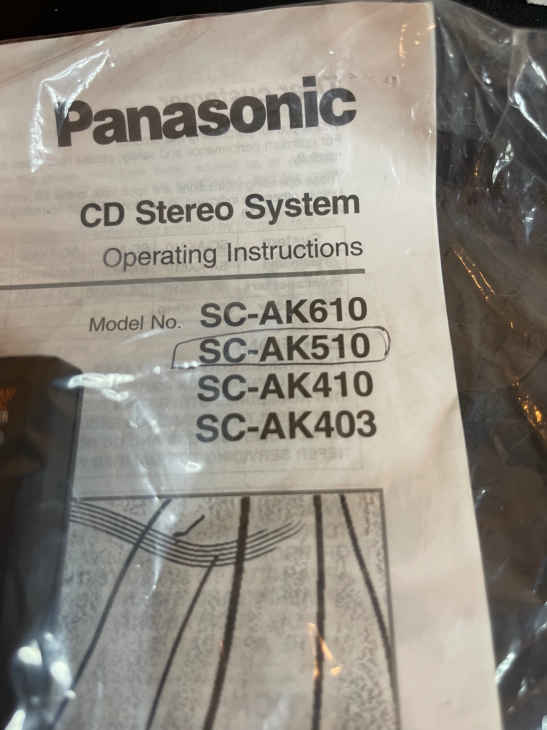 Panasonic
CD Stereo System
Operating Instructions
Model No. SC-AK610
SC-AK510
SC-AK410
SC-AK403